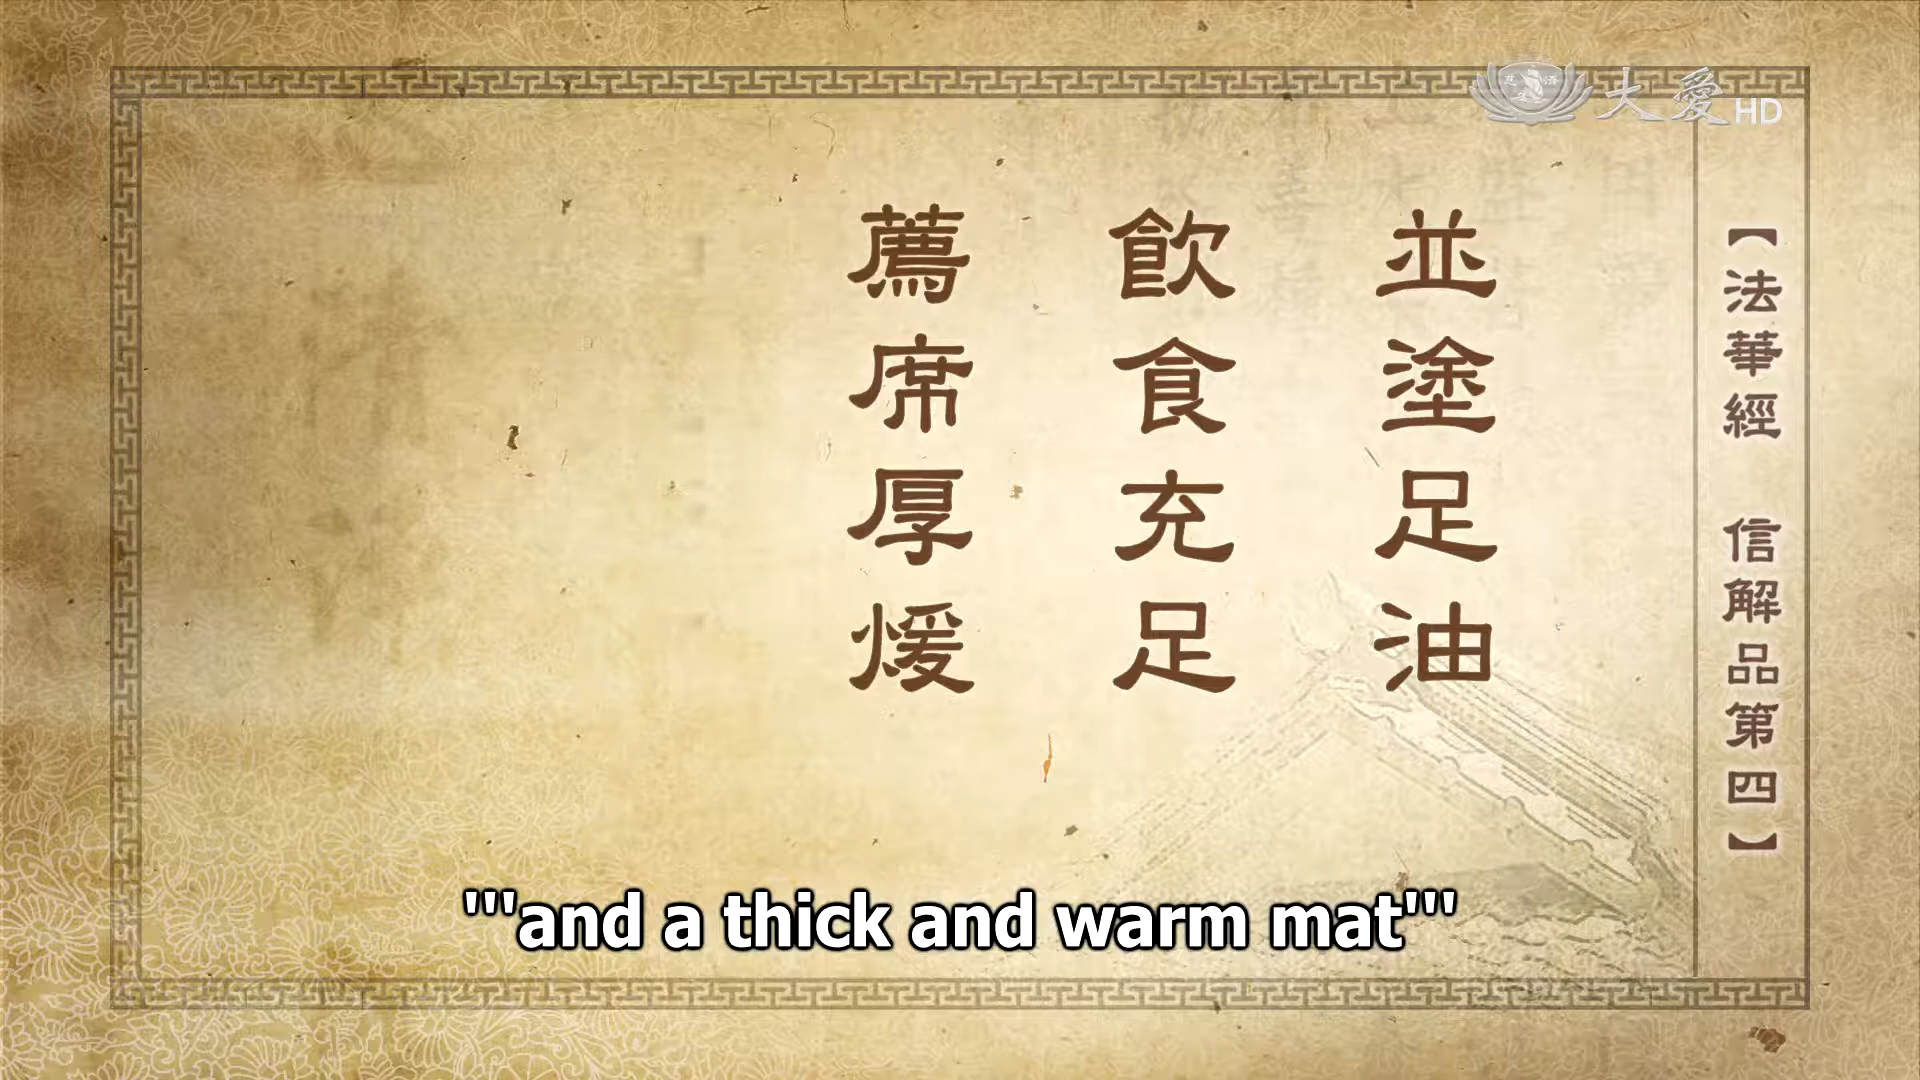 大愛HD
【法華經 信解品第四】
並塗足油
飲食充足
薦席厚煖
"'and a thick and warm mat'"